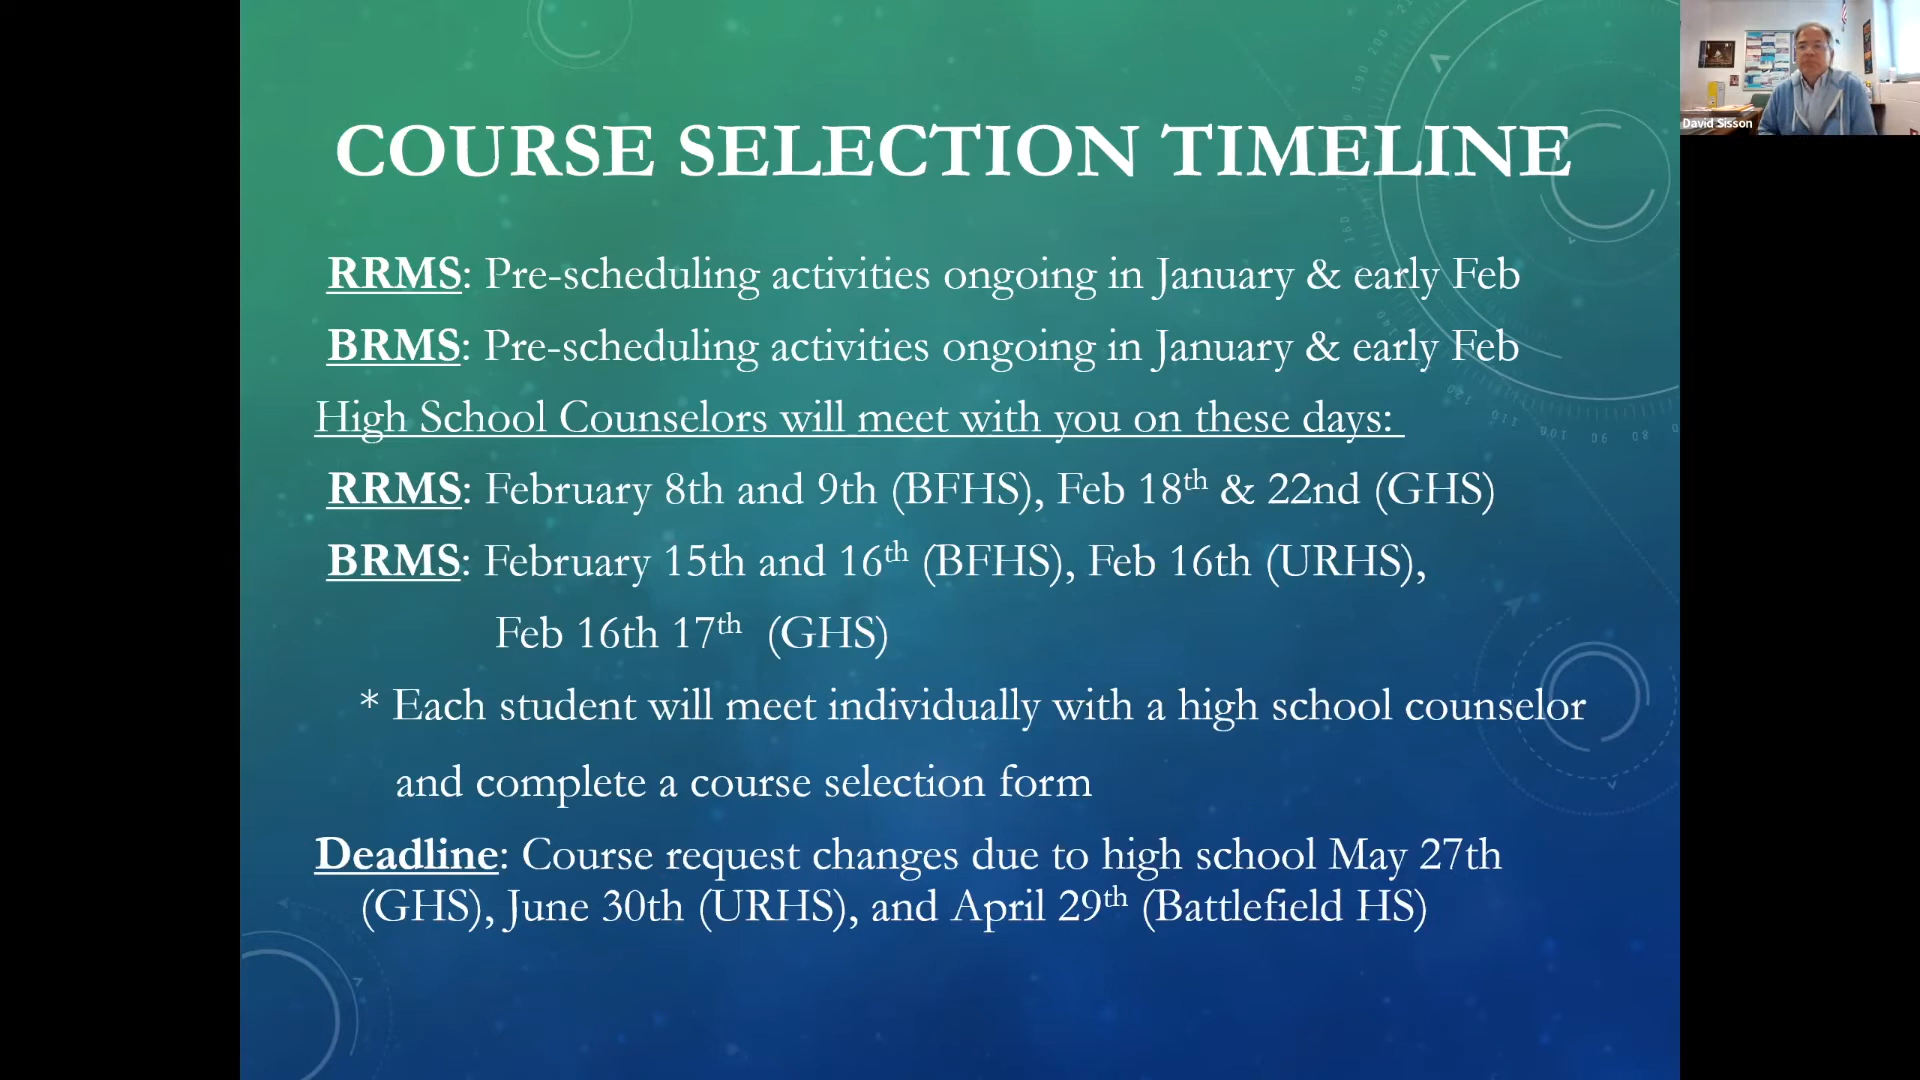 David Sisson
COURSE SELECTION TIMELINE
RRMS: Pre-scheduling activities ongoing in January & early Feb
BRMS: Pre-scheduling activities ongoing in January & early Feb
High School Counselors will meet with you on these days:
RRMS: February 8th and 9th (BFHS), Feb 18th & 22nd (GHS)
BRMS: February 15th and 16th (BFHS), Feb 16th (URHS),
Feb 16th 17th (GHS)
* Each student will meet individually with a high school counselor
and complete a course selection form
Deadline: Course request changes due to high school May 27th
(GHS), June 30th (URHS), and April 29th (Battlefield HS)